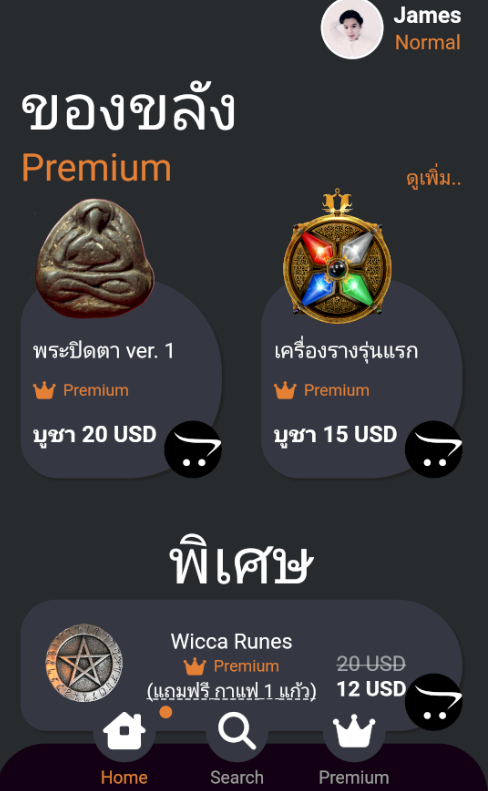 James
Normal
ของขลัง
Premium
ดูเพิ่ม..
พระปิดตา ver. 1
Premium
บูชา 20 USD
เครื่องรางรุ่นแรก
Premium
บูชา 15 USD
พิเศษ
Wicca Runes
Premium
(แถมฟรี กาแฟ 1 แก้ว)
20 USD
12 USD
Home
Search
Premium